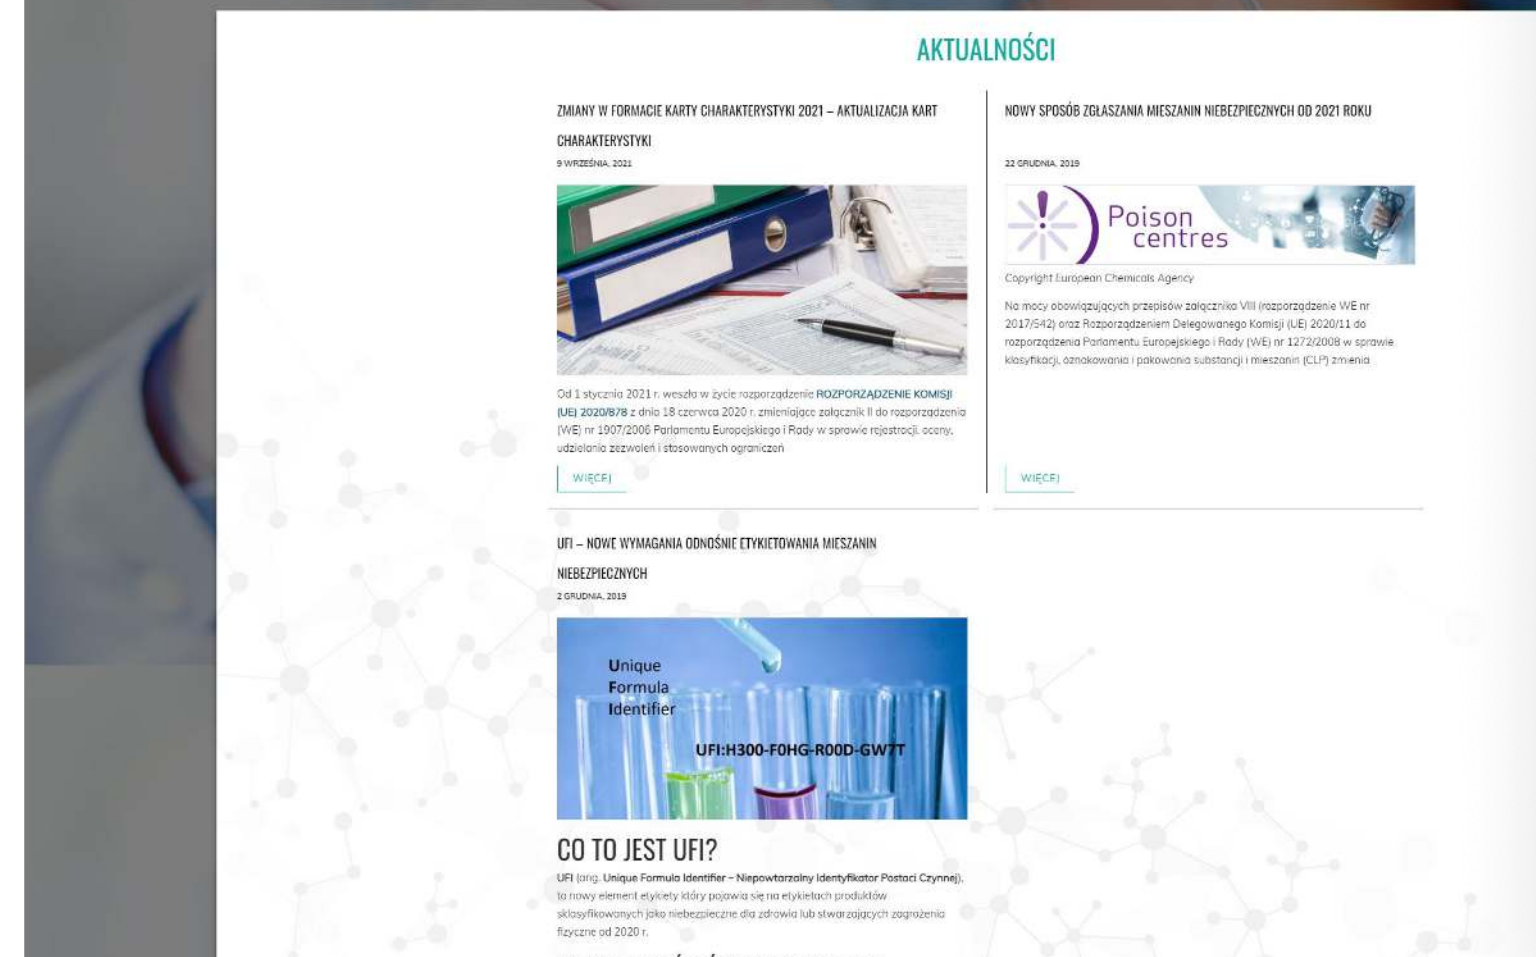 AKTUALNOŚCI
ZMIANY W FORMACIE KARTY CHARAKTERYSTYKI 2021 – AKTUALIZACJA KART
CHARAKTERYSTYKI
9 WRZEŚNIA, 2021
Od 1 stycznia 2021 r. weszło w życie rozporządzenie ROZPORZĄDZENIE KOMISJI
(UE) 2020/878 z dnia 18 czerwca 2020 r. zmieniające załącznik II do rozporządzenia
(WE) nr 1907/2006 Parlamentu Europejskiego i Rady w sprawie rejestracji, oceny,
udzielania zezwoleń i stosowanych ograniczeń
WIĘCEJ
NOWY SPOSÓB ZGŁASZANIA MIESZANIN NIEBEZPIECZNYCH OD 2021 ROKU
22 GRUDNIA, 2019
Poison
centres
Copyright European Chemicals Agency
Na mocy obowiązujących przepisów załącznika VIII (rozporządzenie WE nr
2017/542) oraz Rozporządzeniem Delegowanego Komisji (UE) 2020/11 do
rozporządzenia Parlamentu Europejskiego i Rady (WE) nr 1272/2008 w sprawie
klasyfikacji, oznakowania i pakowania substancji i mieszanin (CLP) zmienia
WIĘCEJ
UFI – NOWE WYMAGANIA ODNOŚNIE ETYKIETOWANIA MIESZANIN
NIEBEZPIECZNYCH
2 GRUDNIA, 2019
Unique
Formula
Identifier
UFI:H300-F0HG-R00D-GW7T
CO TO JEST UFI?
UFI (ang. Unique Formula Identifier – Niepowtarzalny Identyfikator Postaci Czynnej),
to nowy element etykiety który pojawia się na etykietach produktów
sklasyfikowanych jako niebezpieczne dla zdrowia lub stwarzających zagrożenia
fizyczne od 2020 r.